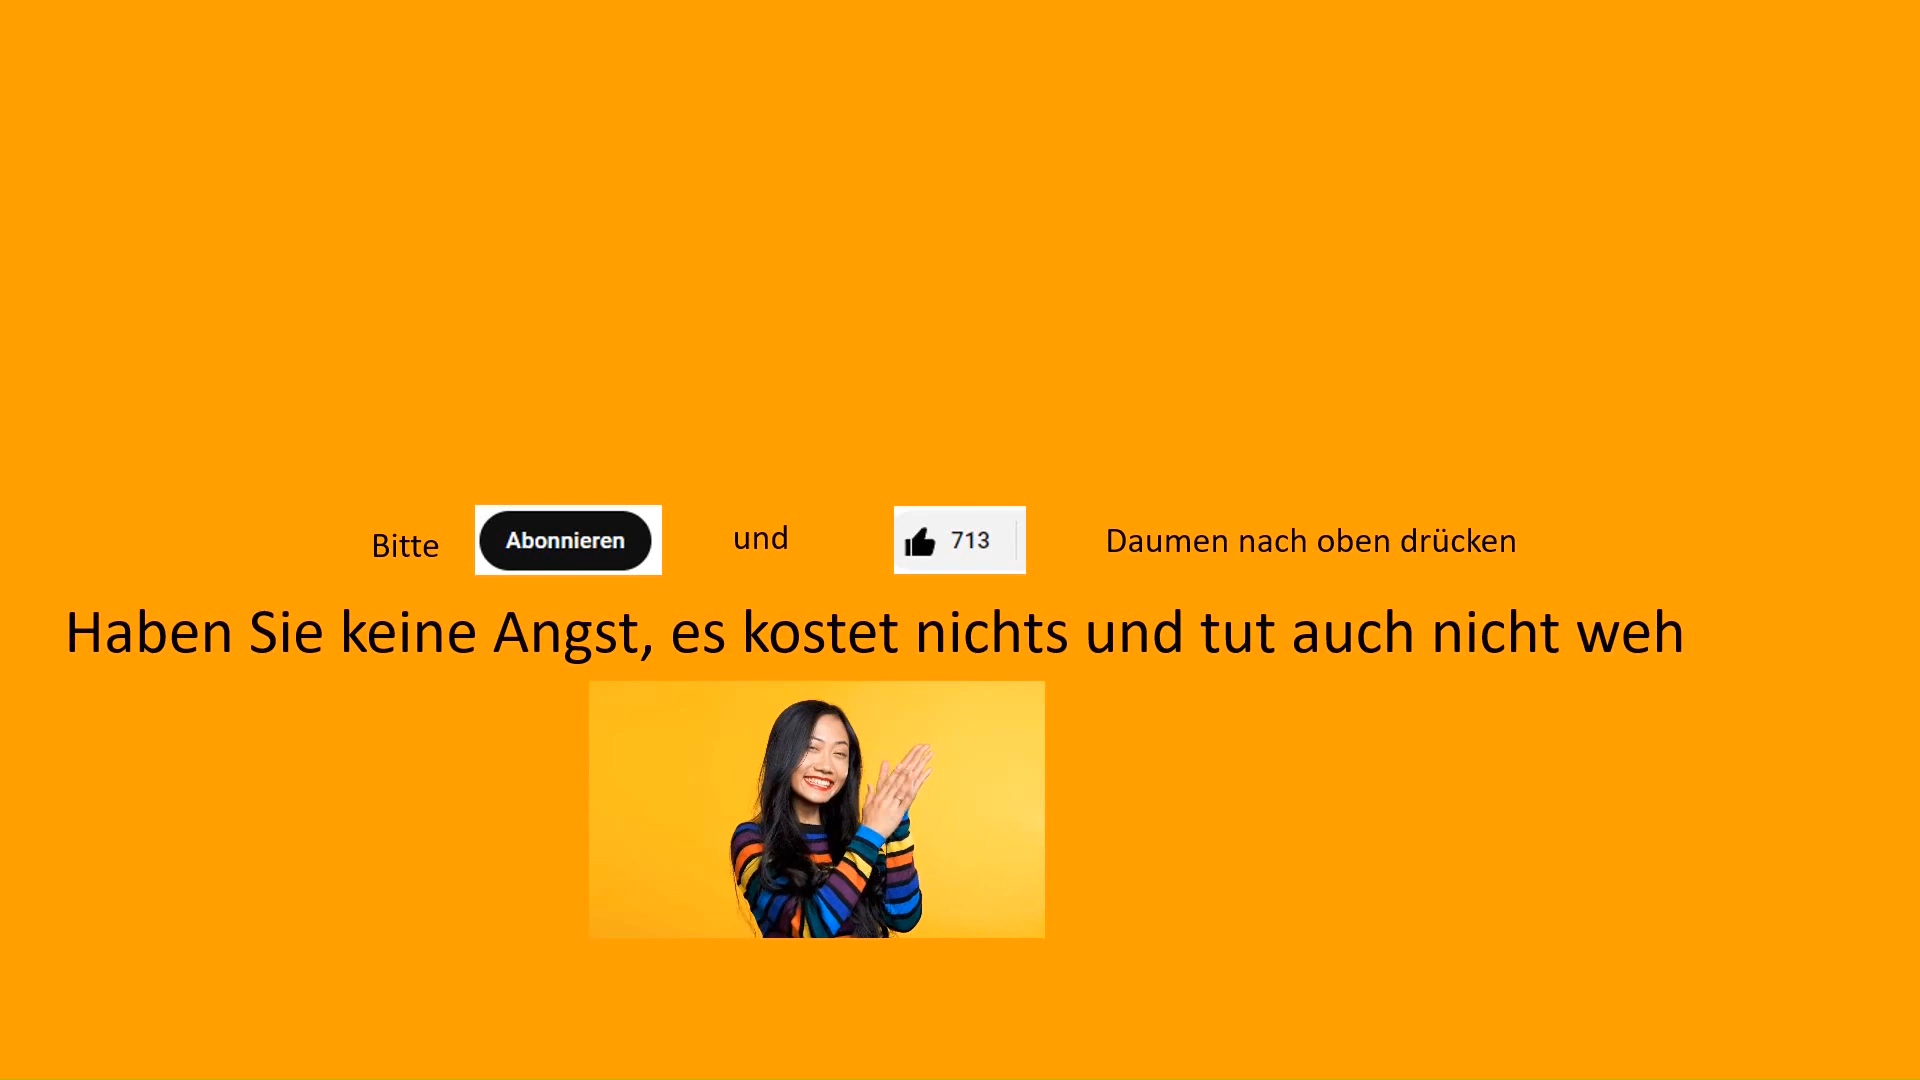 Bitte Abonnieren und 713 Daumen nach oben drücken
Haben Sie keine Angst, es kostet nichts und tut auch nicht weh